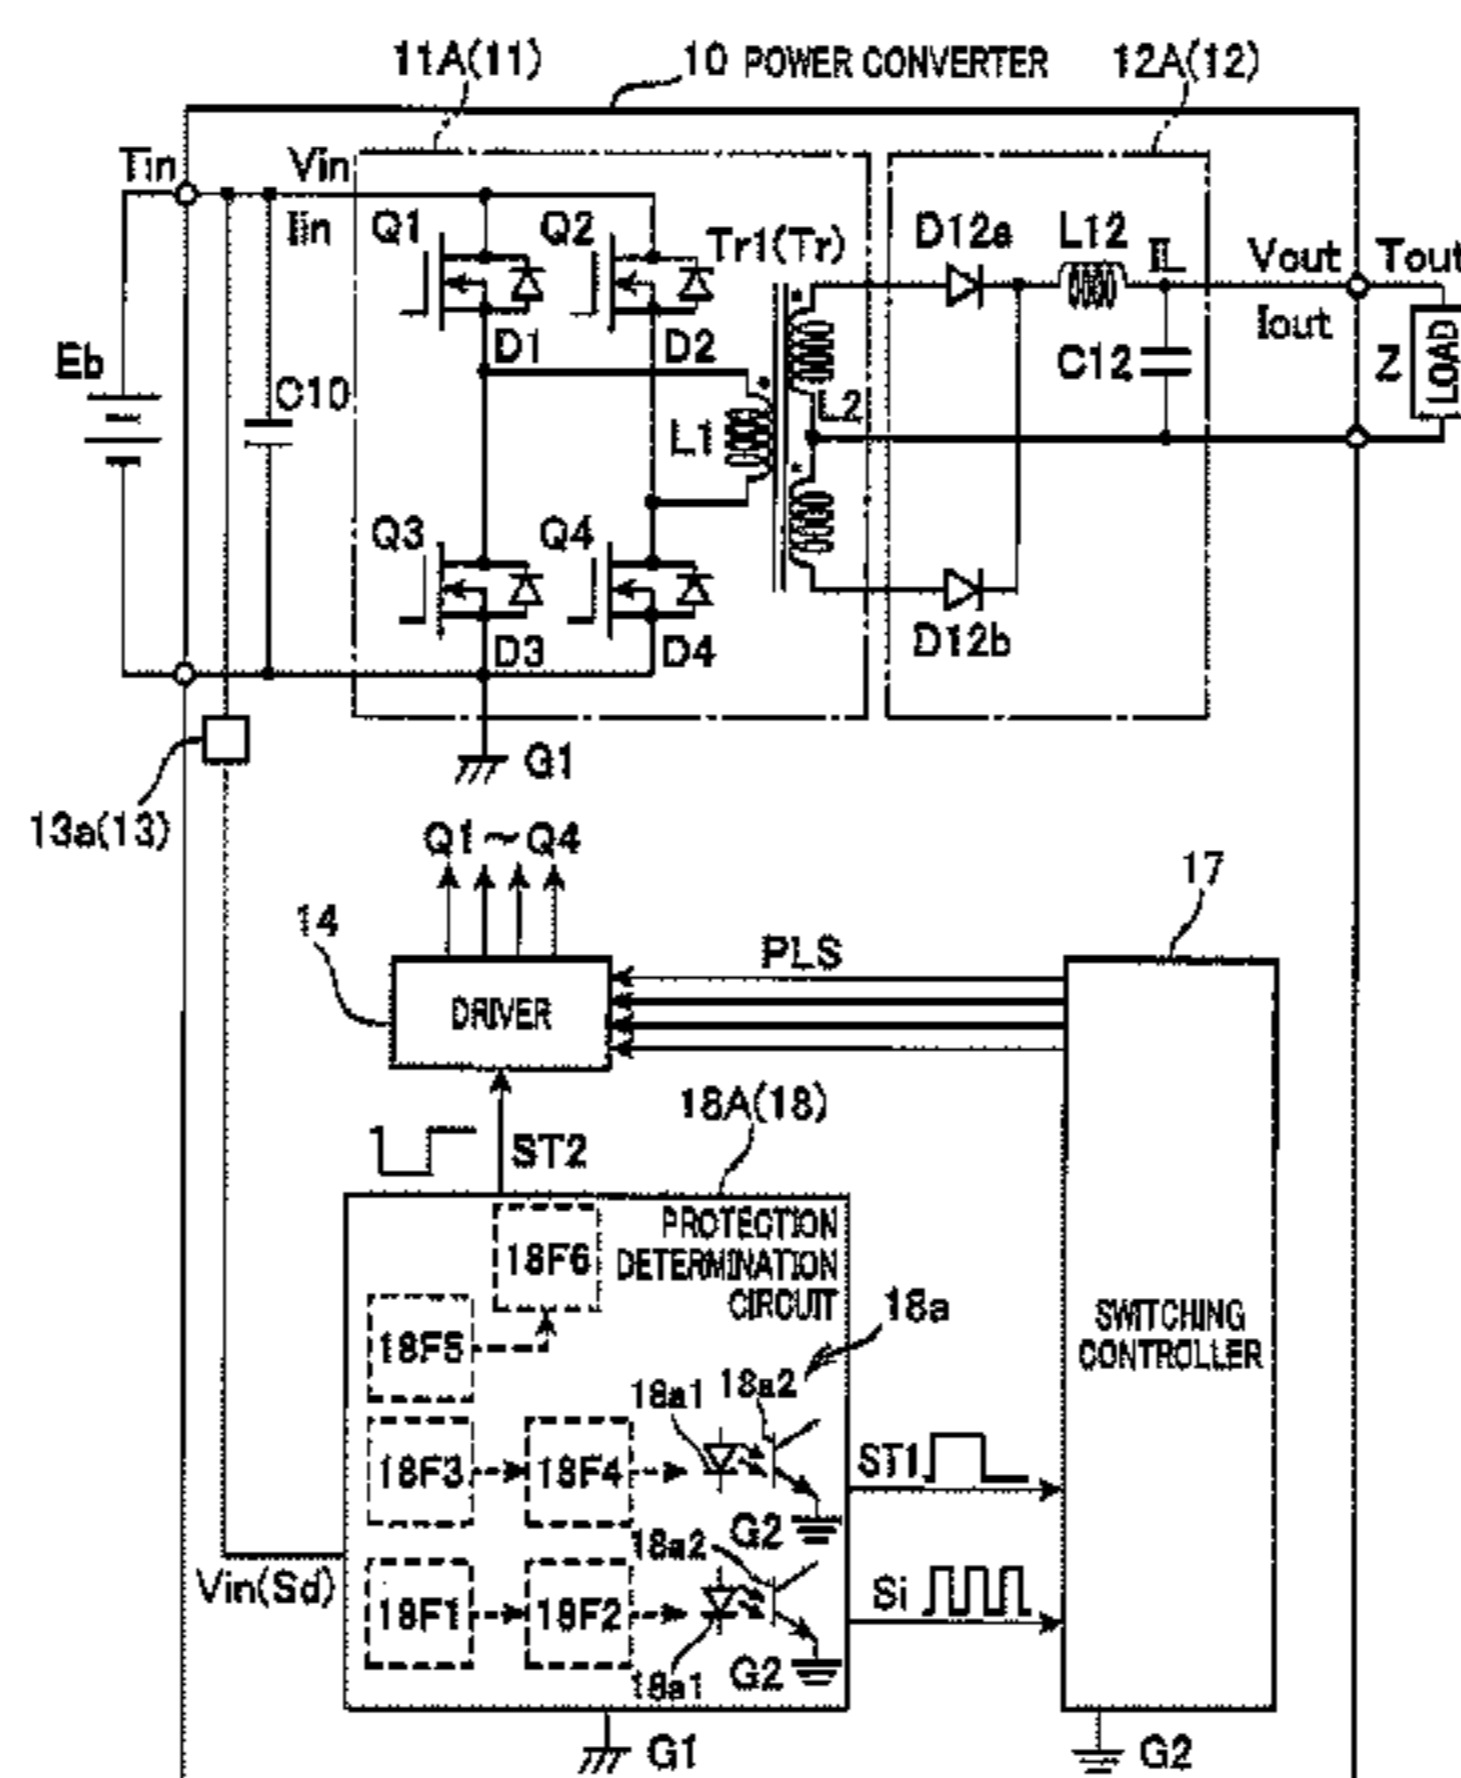 11A(11)
10 POWER CONVERTER
12A(12)
Tin
Vin
Iin
Q1
Q2
Tr1(Tr)
D12a
L12
IL
Vout
Tout
Iout
D1
D2
Eb
C10
L1
L2
C12
Z
LOAD
Q3
Q4
D3
D4
D12b
G1
13a(13)
Q1~Q4
17
14
PLS
DRIVER
18A(18)
ST2
PROTECTION
DETERMINATION
CIRCUIT
18F6
18a
18F5
SWITCHING
CONTROLLER
18a1
18a2
18F3
18F4
ST1
G2
18a2
Vin(Sd)
18F1
18F2
Si
G2
18a1
G1
G2